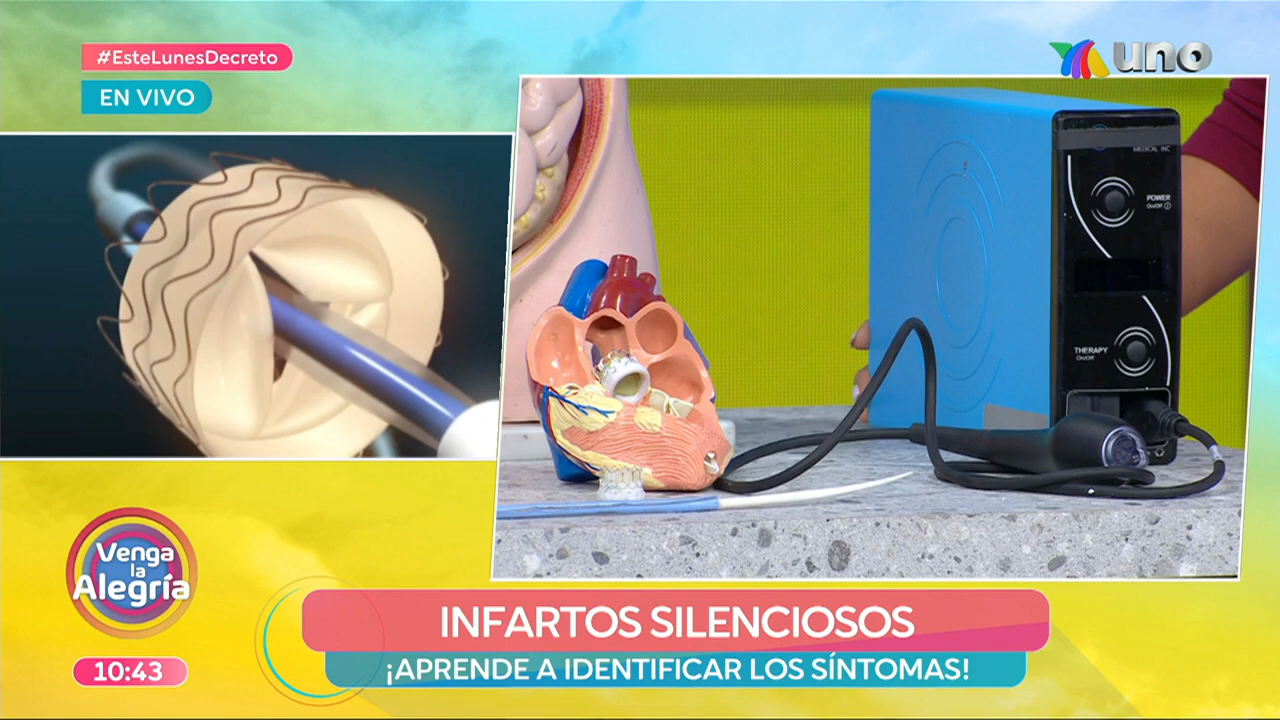 #EsteLunesDecreto
EN VIVO
uno
MEDICAL INC
POWER
On/Off
THERAPY
On/Off
Venga
la
Alegría
10:43
INFARTOS SILENCIOSOS
¡APRENDE A IDENTIFICAR LOS SÍNTOMAS!